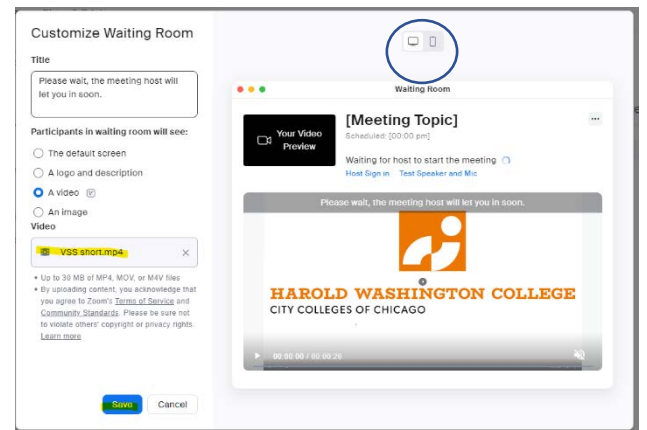 Customize Waiting Room
Title
Please wait, the meeting host will
let you in soon.
Participants in waiting room will see:
The default screen
A logo and description
A video
An image
Video
VSS short.mp4
Up to 30 MB of MP4, MOV, or M4V files
By uploading content, you acknowledge that
you agree to Zoom's Terms of Service and
Community Standards. Please be sure not
to violate others' copyright or privacy rights.
Learn more
Save
Cancel
Waiting Room
Your Video
Preview
[Meeting Topic]
Scheduled: [00:00 pm]
Waiting for host to start the meeting
Host Sign in Test Speaker and Mic
Please wait, the meeting host will let you in soon.
HAROLD WASHINGTON COLLEGE
CITY COLLEGES OF CHICAGO
00:00:00 / 00:00:26